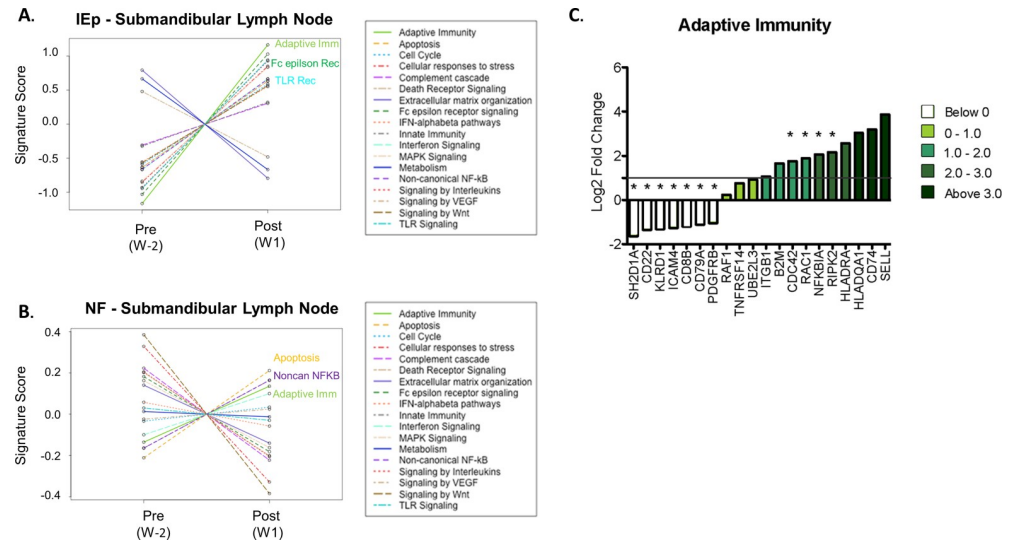 A.
IEp - Submandibular Lymph Node
Signature Score
1.0
0.5
0.0
-0.5
-1.0
Adaptive Imm
Fc epilson Rec
TLR Rec
Pre
(W-2)
Post
(W1)
Adaptive Immunity
Apoptosis
Cell Cycle
Cellular responses to stress
Complement cascade
Death Receptor Signaling
Extracellular matrix organization
Fc epsilon receptor signaling
IFN-alphabeta pathways
Innate Immunity
Interferon Signaling
MAPK Signaling
Metabolism
Non-canonical NF-kB
Signaling by Interleukins
Signaling by VEGF
Signaling by Wnt
TLR Signaling
B.
NF - Submandibular Lymph Node
Signature Score
0.4
0.2
0.0
-0.2
-0.4
Apoptosis
Noncan NFKB
Adaptive Imm
Pre
(W-2)
Post
(W1)
Adaptive Immunity
Apoptosis
Cell Cycle
Cellular responses to stress
Complement cascade
Death Receptor Signaling
Extracellular matrix organization
Fc epsilon receptor signaling
IFN-alphabeta pathways
Innate Immunity
Interferon Signaling
MAPK Signaling
Metabolism
Non-canonical NF-kB
Signaling by Interleukins
Signaling by VEGF
Signaling by Wnt
TLR Signaling
C.
Adaptive Immunity
Log2 Fold Change
6
4
2
0
-2
* * * * * * *
* * * *
SH2D1A
CD22
KLRD1
ICAM4
CD8B
CD79A
PDGFRB
RAF1
TNFRSF14
UBE2L3
ITGB1
B2M
CDC42
RAC1
NFKBIA
RIPK2
HLADRA
HLADQA1
CD74
SELL
Below 0
0 - 1.0
1.0 - 2.0
2.0 - 3.0
Above 3.0